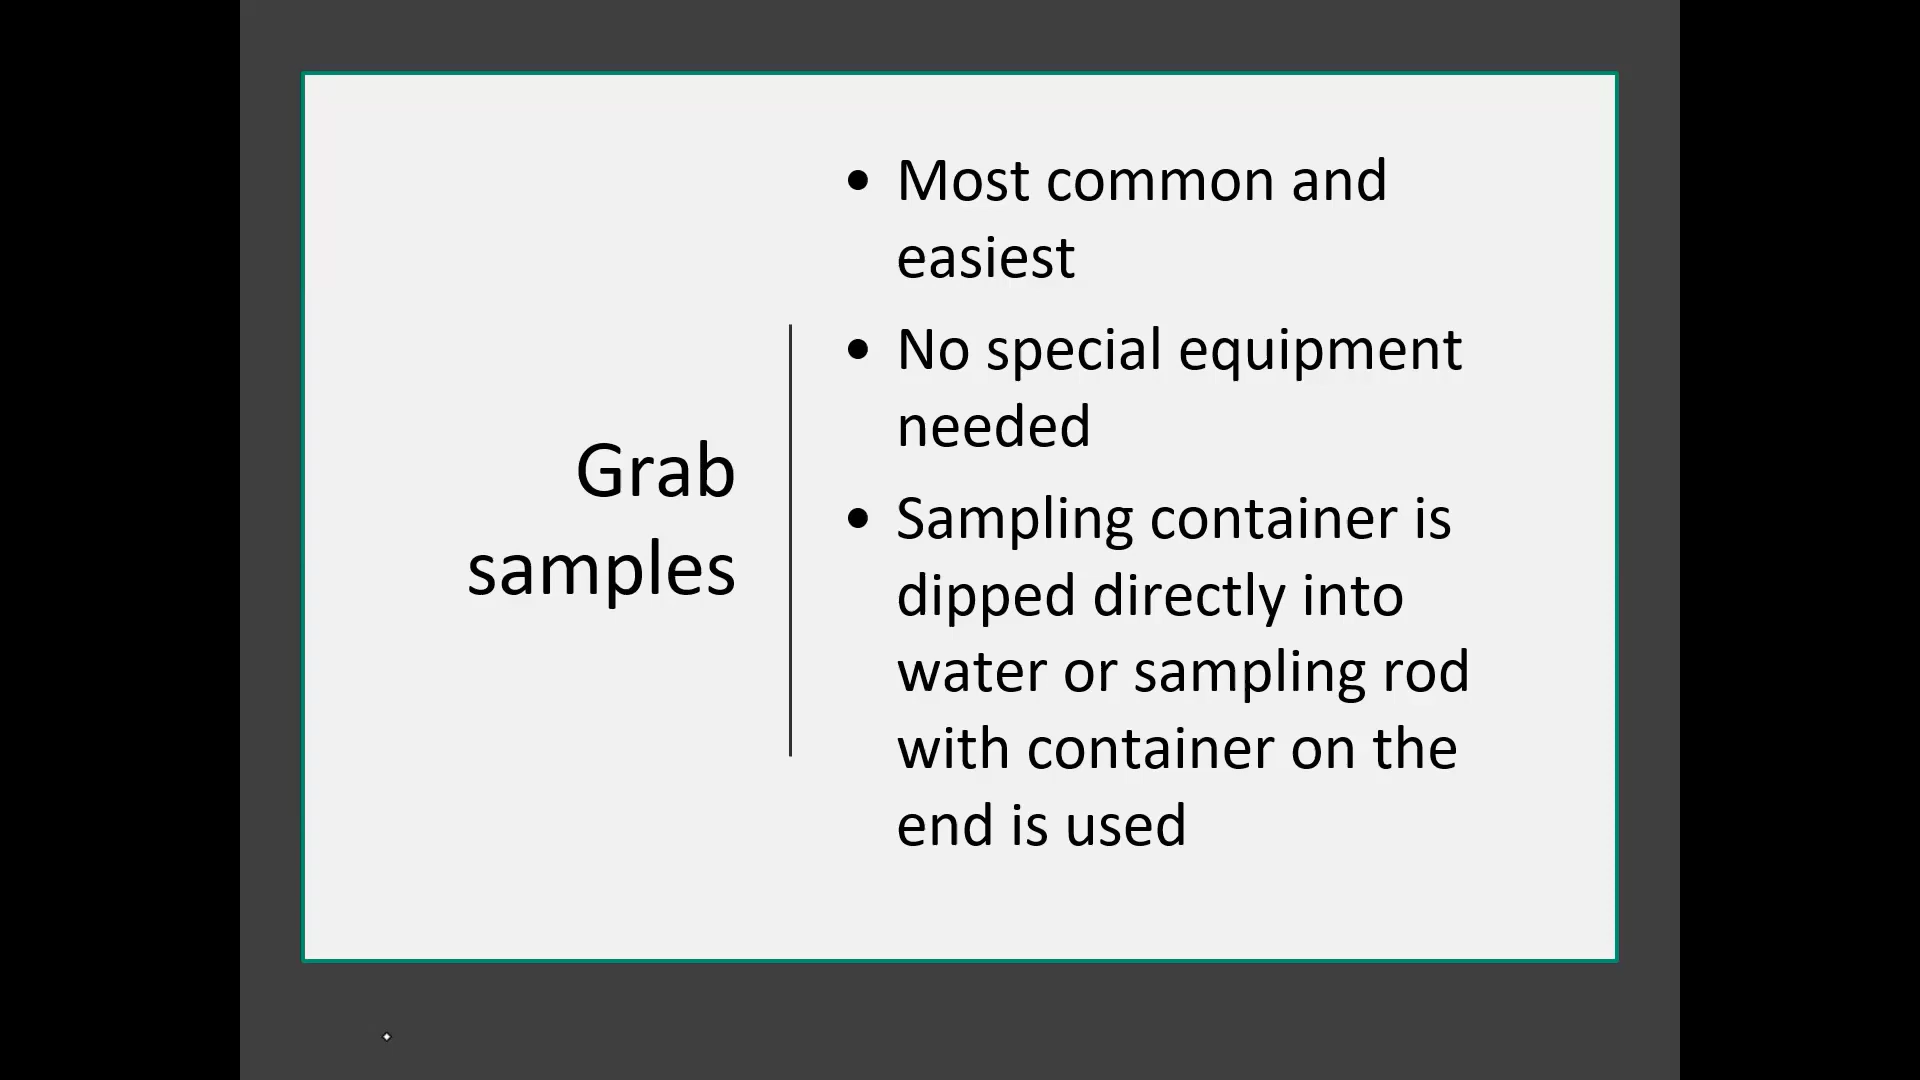 Grab
samples
• Most common and
easiest
• No special equipment
needed
• Sampling container is
dipped directly into
water or sampling rod
with container on the
end is used